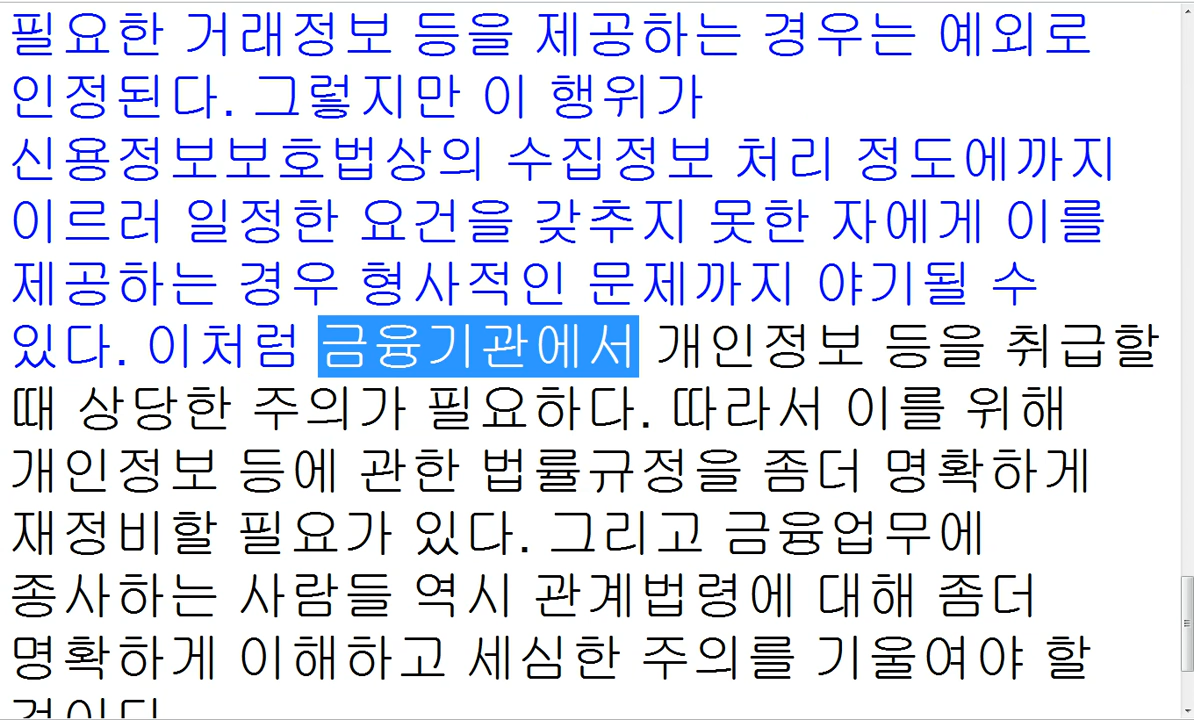 필요한 거래정보 등을 제공하는 경우는 예외로
인정된다. 그렇지만 이 행위가
신용정보보호법상의 수집정보 처리 정도에까지
이르러 일정한 요건을 갖추지 못한 자에게 이를
제공하는 경우 형사적인 문제까지 야기될 수
있다. 이처럼 금융기관에서 개인정보 등을 취급할
때 상당한 주의가 필요하다. 따라서 이를 위해
개인정보 등에 관한 법률규정을 좀더 명확하게
재정비할 필요가 있다. 그리고 금융업무에
종사하는 사람들 역시 관계법령에 대해 좀더
명확하게 이해하고 세심한 주의를 기울여야 할
것이다